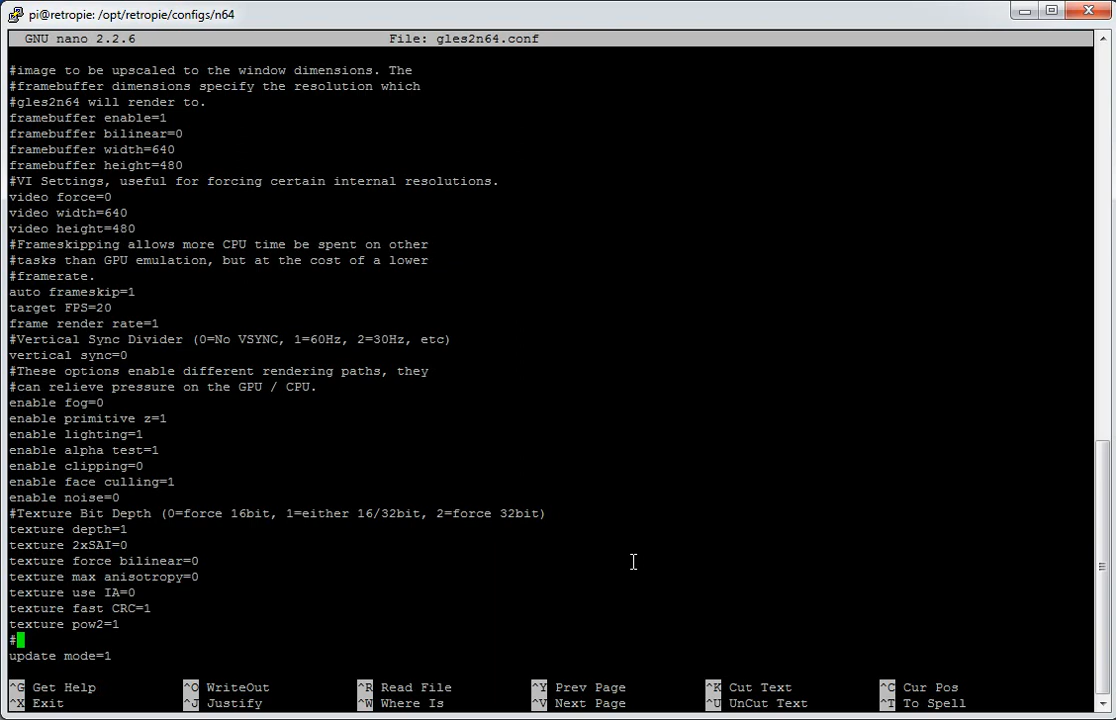 pi@retropie: /opt/retropie/configs/n64
GNU nano 2.2.6 File: gles2n64.conf
#image to be upscaled to the window dimensions. The
#framebuffer dimensions specify the resolution which
#gles2n64 will render to.
framebuffer enable=1
framebuffer bilinear=0
framebuffer width=640
framebuffer height=480
#VI Settings, useful for forcing certain internal resolutions.
video force=0
video width=640
video height=480
#Frameskipping allows more CPU time be spent on other
#tasks than GPU emulation, but at the cost of a lower
#framerate.
auto frameskip=1
target FPS=20
frame render rate=1
#Vertical Sync Divider (0=No VSYNC, 1=60Hz, 2=30Hz, etc)
vertical sync=0
#These options enable different rendering paths, they
#can relieve pressure on the GPU / CPU.
enable fog=0
enable primitive z=1
enable lighting=1
enable alpha test=1
enable clipping=0
enable face culling=1
enable noise=0
#Texture Bit Depth (0=force 16bit, 1=either 16/32bit, 2=force 32bit)
texture depth=1
texture 2xSAI=0
texture force bilinear=0
texture max anisotropy=0
texture use IA=0
texture fast CRC=1
texture pow2=1
#
update mode=1
^G Get Help ^O WriteOut ^R Read File ^Y Prev Page ^K Cut Text ^C Cur Pos
^X Exit ^J Justify ^W Where Is ^V Next Page ^U UnCut Text ^T To Spell